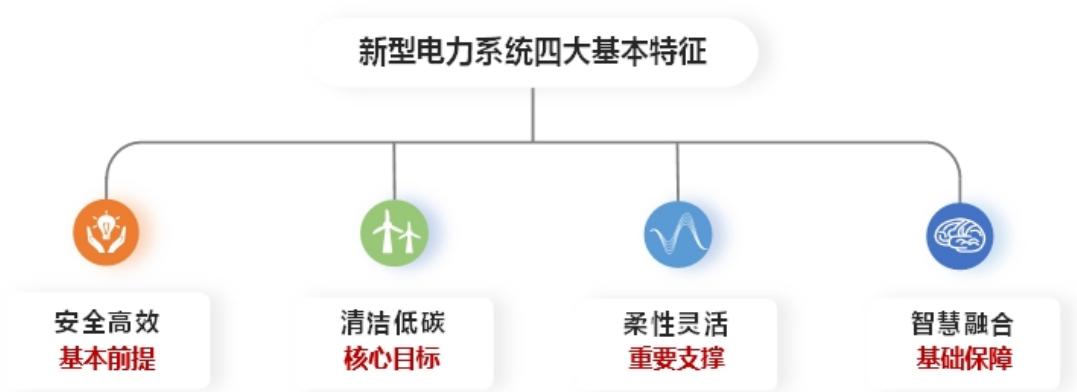 新型电力系统四大基本特征
安全高效
基本前提
清洁低碳
核心目标
柔性灵活
重要支撑
智慧融合
基础保障